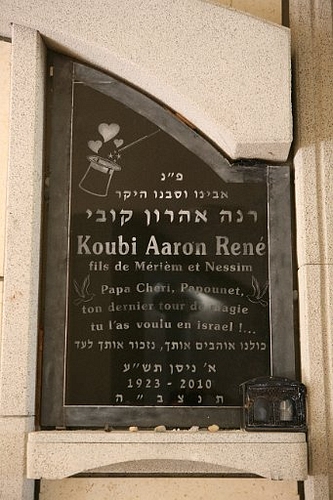 פ״נ
אבינו וסבנו היקר
רנה אהרון קובי
Koubi Aaron René
fils de Mériém et Nessim
Papa Chéri, Papounet,
ton dernier tour de magie
tu l'as voulu en israel !...
כולנו אוהבים אותך, נזכור אותך לעד
א׳ ניסן תש״ע
1923 - 2010
ת נ צ ב ״ ה